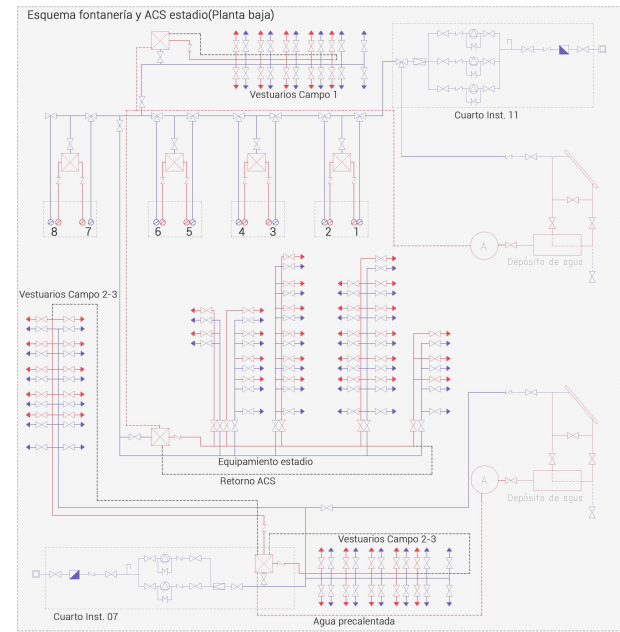 Esquema fontanería y ACS estadio(Planta baja)
Vestuarios Campo 1
Cuarto Inst. 11
8
7
6
5
4
3
2
1
A
Depósito de agua
Vestuarios Campo 2-3
Equipamiento estadio
Retorno ACS
A
Depósito de agua
Vestuarios Campo 2-3
Cuarto Inst. 07
Agua precalentada